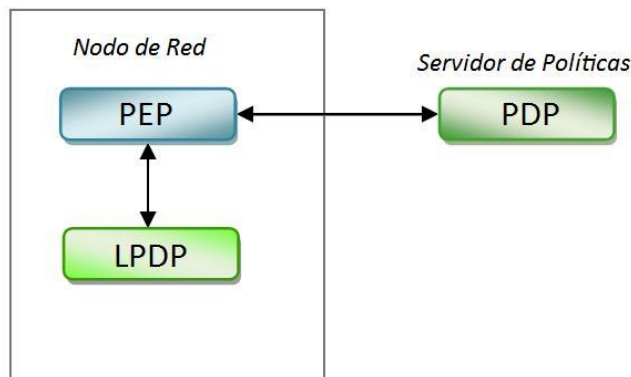 Nodo de Red
Servidor de Políticas
PEP
PDP
LPDP